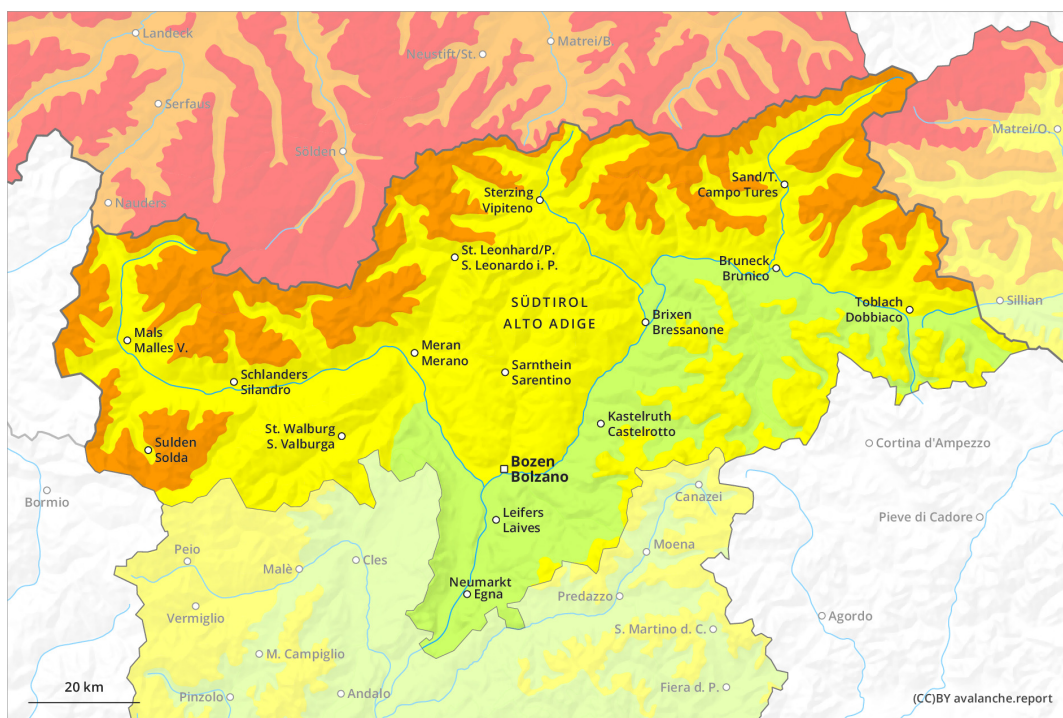 Landeck
Matrei/B.
Neustift/St.
Serfaus
Matrei/O.
Sölden
Sand/T.
Campo Tures
Sterzing
Vipiteno
Nauders
St. Leonhard/P.
S. Leonardo i. P.
Bruneck
Brunico
SÜDTIROL
ALTO ADIGE
Toblach
Dobbiaco
Sillian
Brixen
Bressanone
Mals
Malles V.
Meran
Merano
Sarnthein
Sarentino
Schlanders
Silandro
Kastelruth
Castelrotto
St. Walburg
S. Valburga
Sulden
Solda
Cortina d'Ampezzo
Bozen
Bolzano
Bormio
Canazei
Leifers
Laives
Pieve di Cadore
Peio
Moena
Cles
Malè
Neumarkt
Egna
Predazzo
Vermiglio
Agordo
S. Martino d. C.
M. Campiglio
20 km
Pinzolo
Andalo
Fiera d. P.
(CC)BY avalanche.report